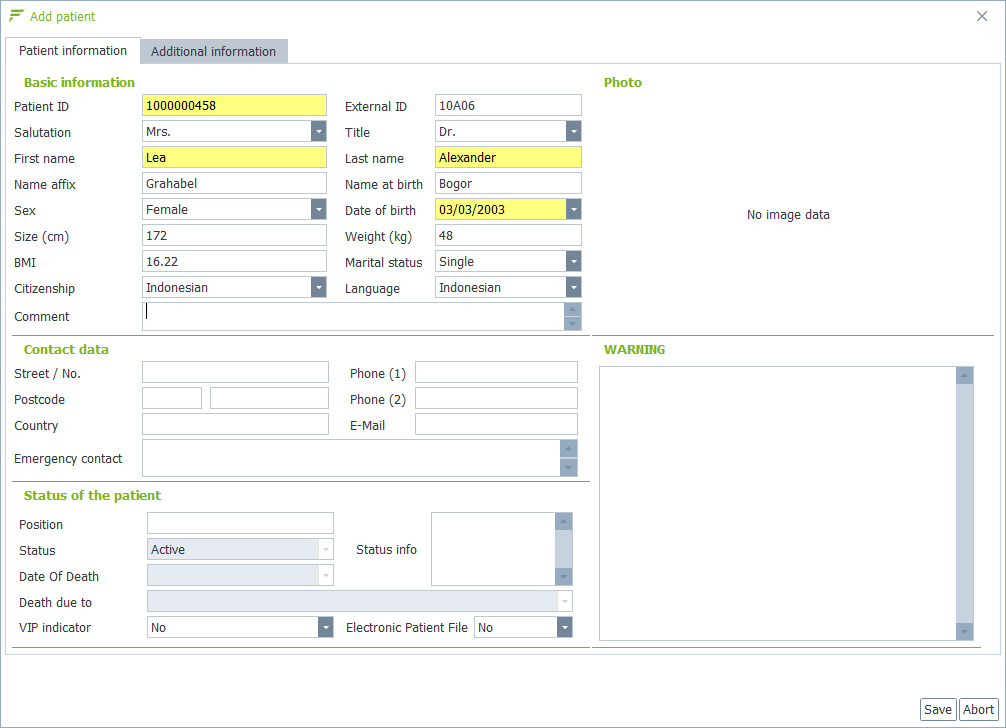 Add patient
Patient information Additional information
Basic information Photo
Patient ID 1000000458 External ID 10A06
Salutation Mrs. Title Dr.
First name Lea Last name Alexander
Name affix Grahabel Name at birth Bogor
Sex Female Date of birth 03/03/2003
No image data
Size (cm) 172 Weight (kg) 48
BMI 16.22 Marital status Single
Citizenship Indonesian Language Indonesian
Comment
Contact data WARNING
Street / No. Phone (1)
Postcode Phone (2)
Country E-Mail
Emergency contact
Status of the patient
Position
Status Active Status info
Date Of Death
Death due to
VIP indicator No Electronic Patient File No
Save Abort